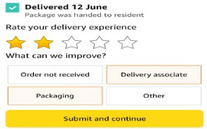 Delivered 12 June
Package was handed to resident
Rate your delivery experience
What can we improve?
Order not received
Delivery associate
Packaging
Other
Submit and continue